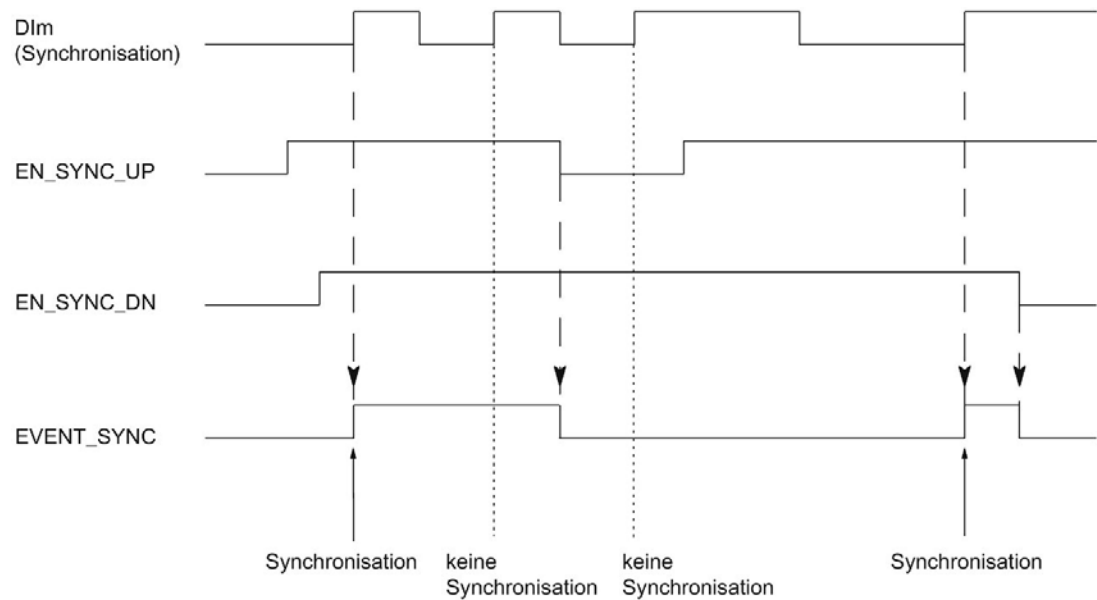 DIm
(Synchronisation)
EN_SYNC_UP
EN_SYNC_DN
EVENT_SYNC
Synchronisation
keine
Synchronisation
keine
Synchronisation
Synchronisation